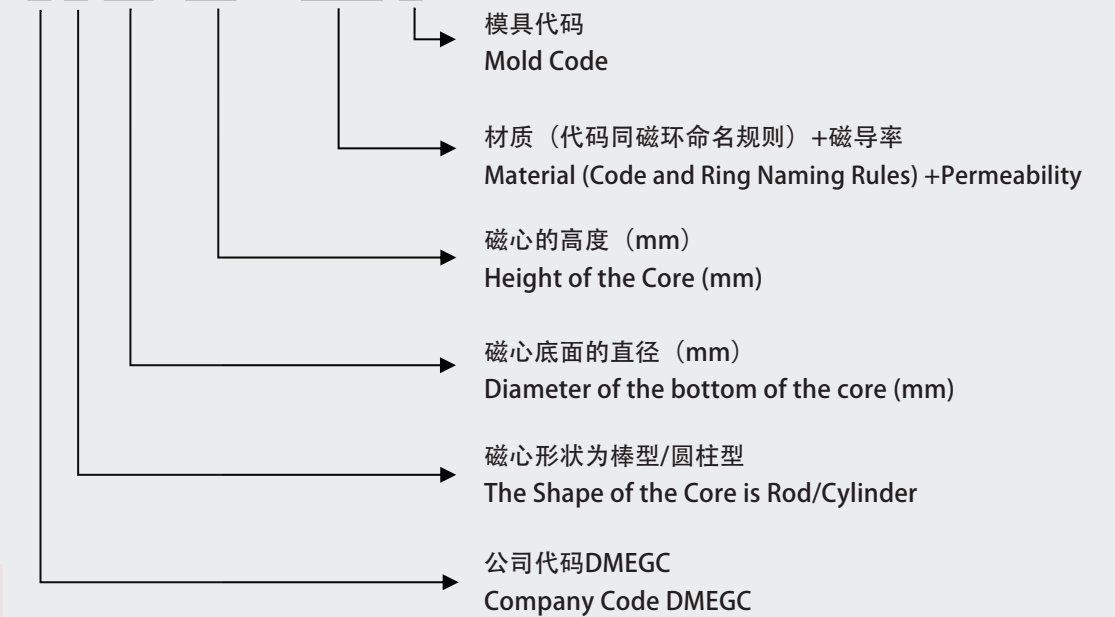 模具代码
Mold Code
材质（代码同磁环命名规则）+磁导率
Material (Code and Ring Naming Rules) +Permeability
磁心的高度（mm）
Height of the Core (mm)
磁心底面的直径（mm）
Diameter of the bottom of the core (mm)
磁心形状为棒型/圆柱型
The Shape of the Core is Rod/Cylinder
公司代码DMEGC
Company Code DMEGC